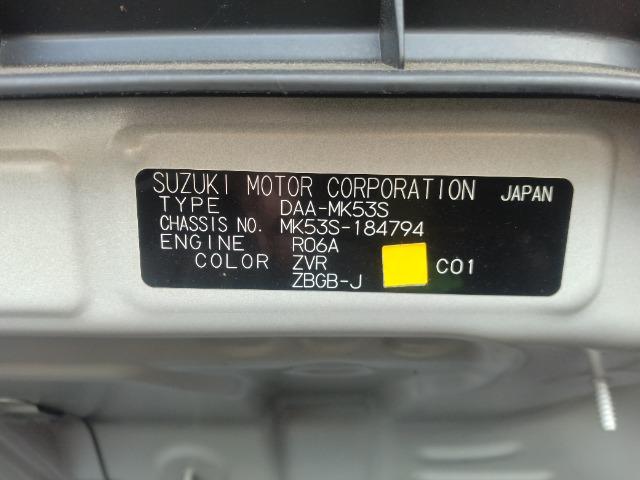 SUZUKI MOTOR CORPORATION JAPAN
TYPE DAA-MK53S
CHASSIS NO. MK53S-184794
ENGINE R06A
COLOR ZVR C01
ZBGB-J